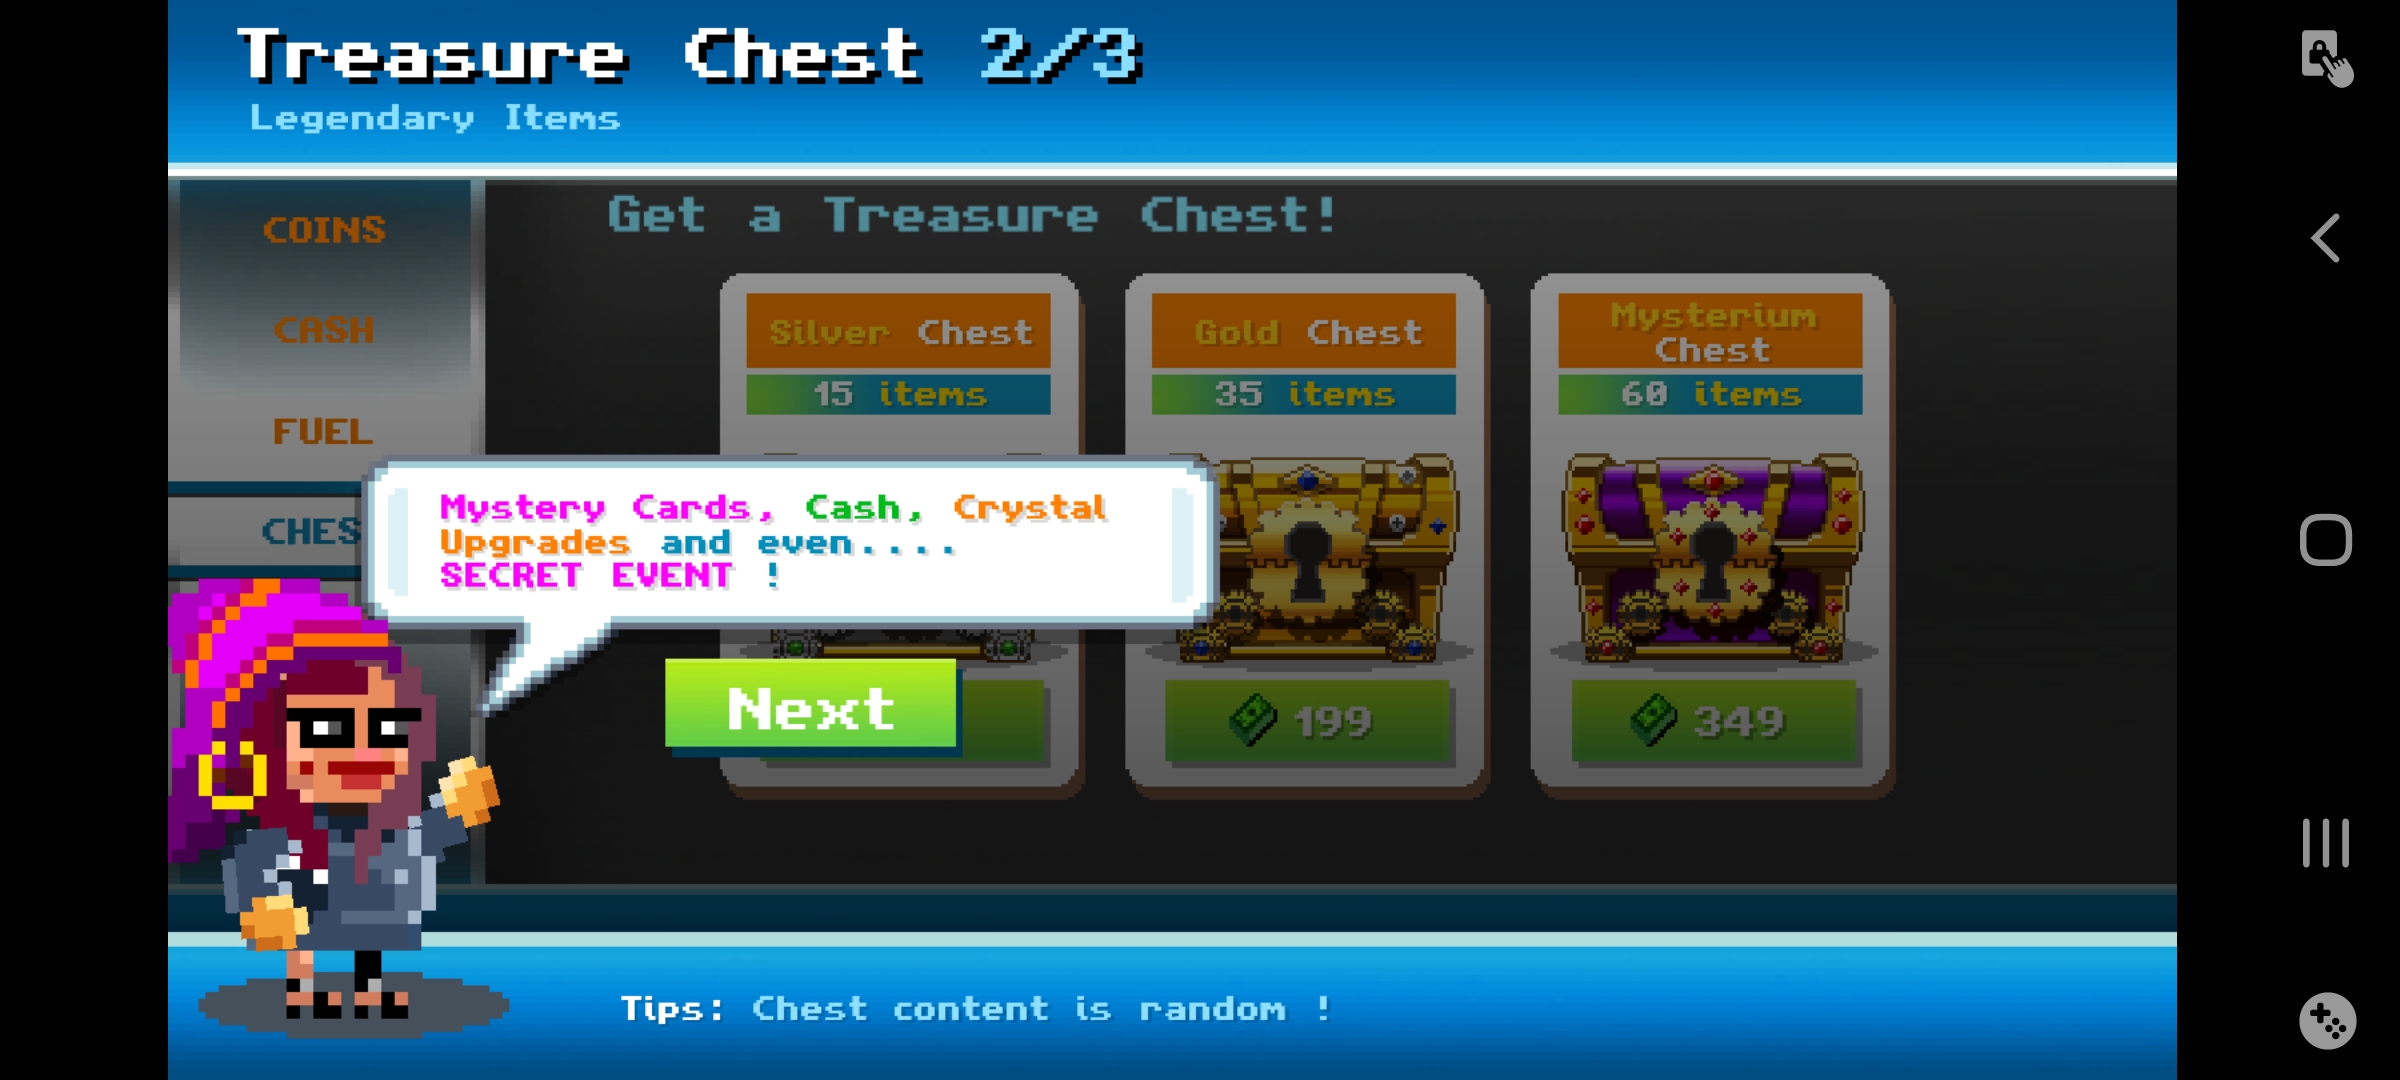 Treasure Chest 2/3
Legendary Items
COINS
CASH
FUEL
CHES
Get a Treasure Chest!
Silver Chest
15 items
Gold Chest
35 items
199
Mysterium
Chest
60 items
349
Mystery Cards, Cash, Crystal
Upgrades and even....
SECRET EVENT !
Next
Tips: Chest content is random !